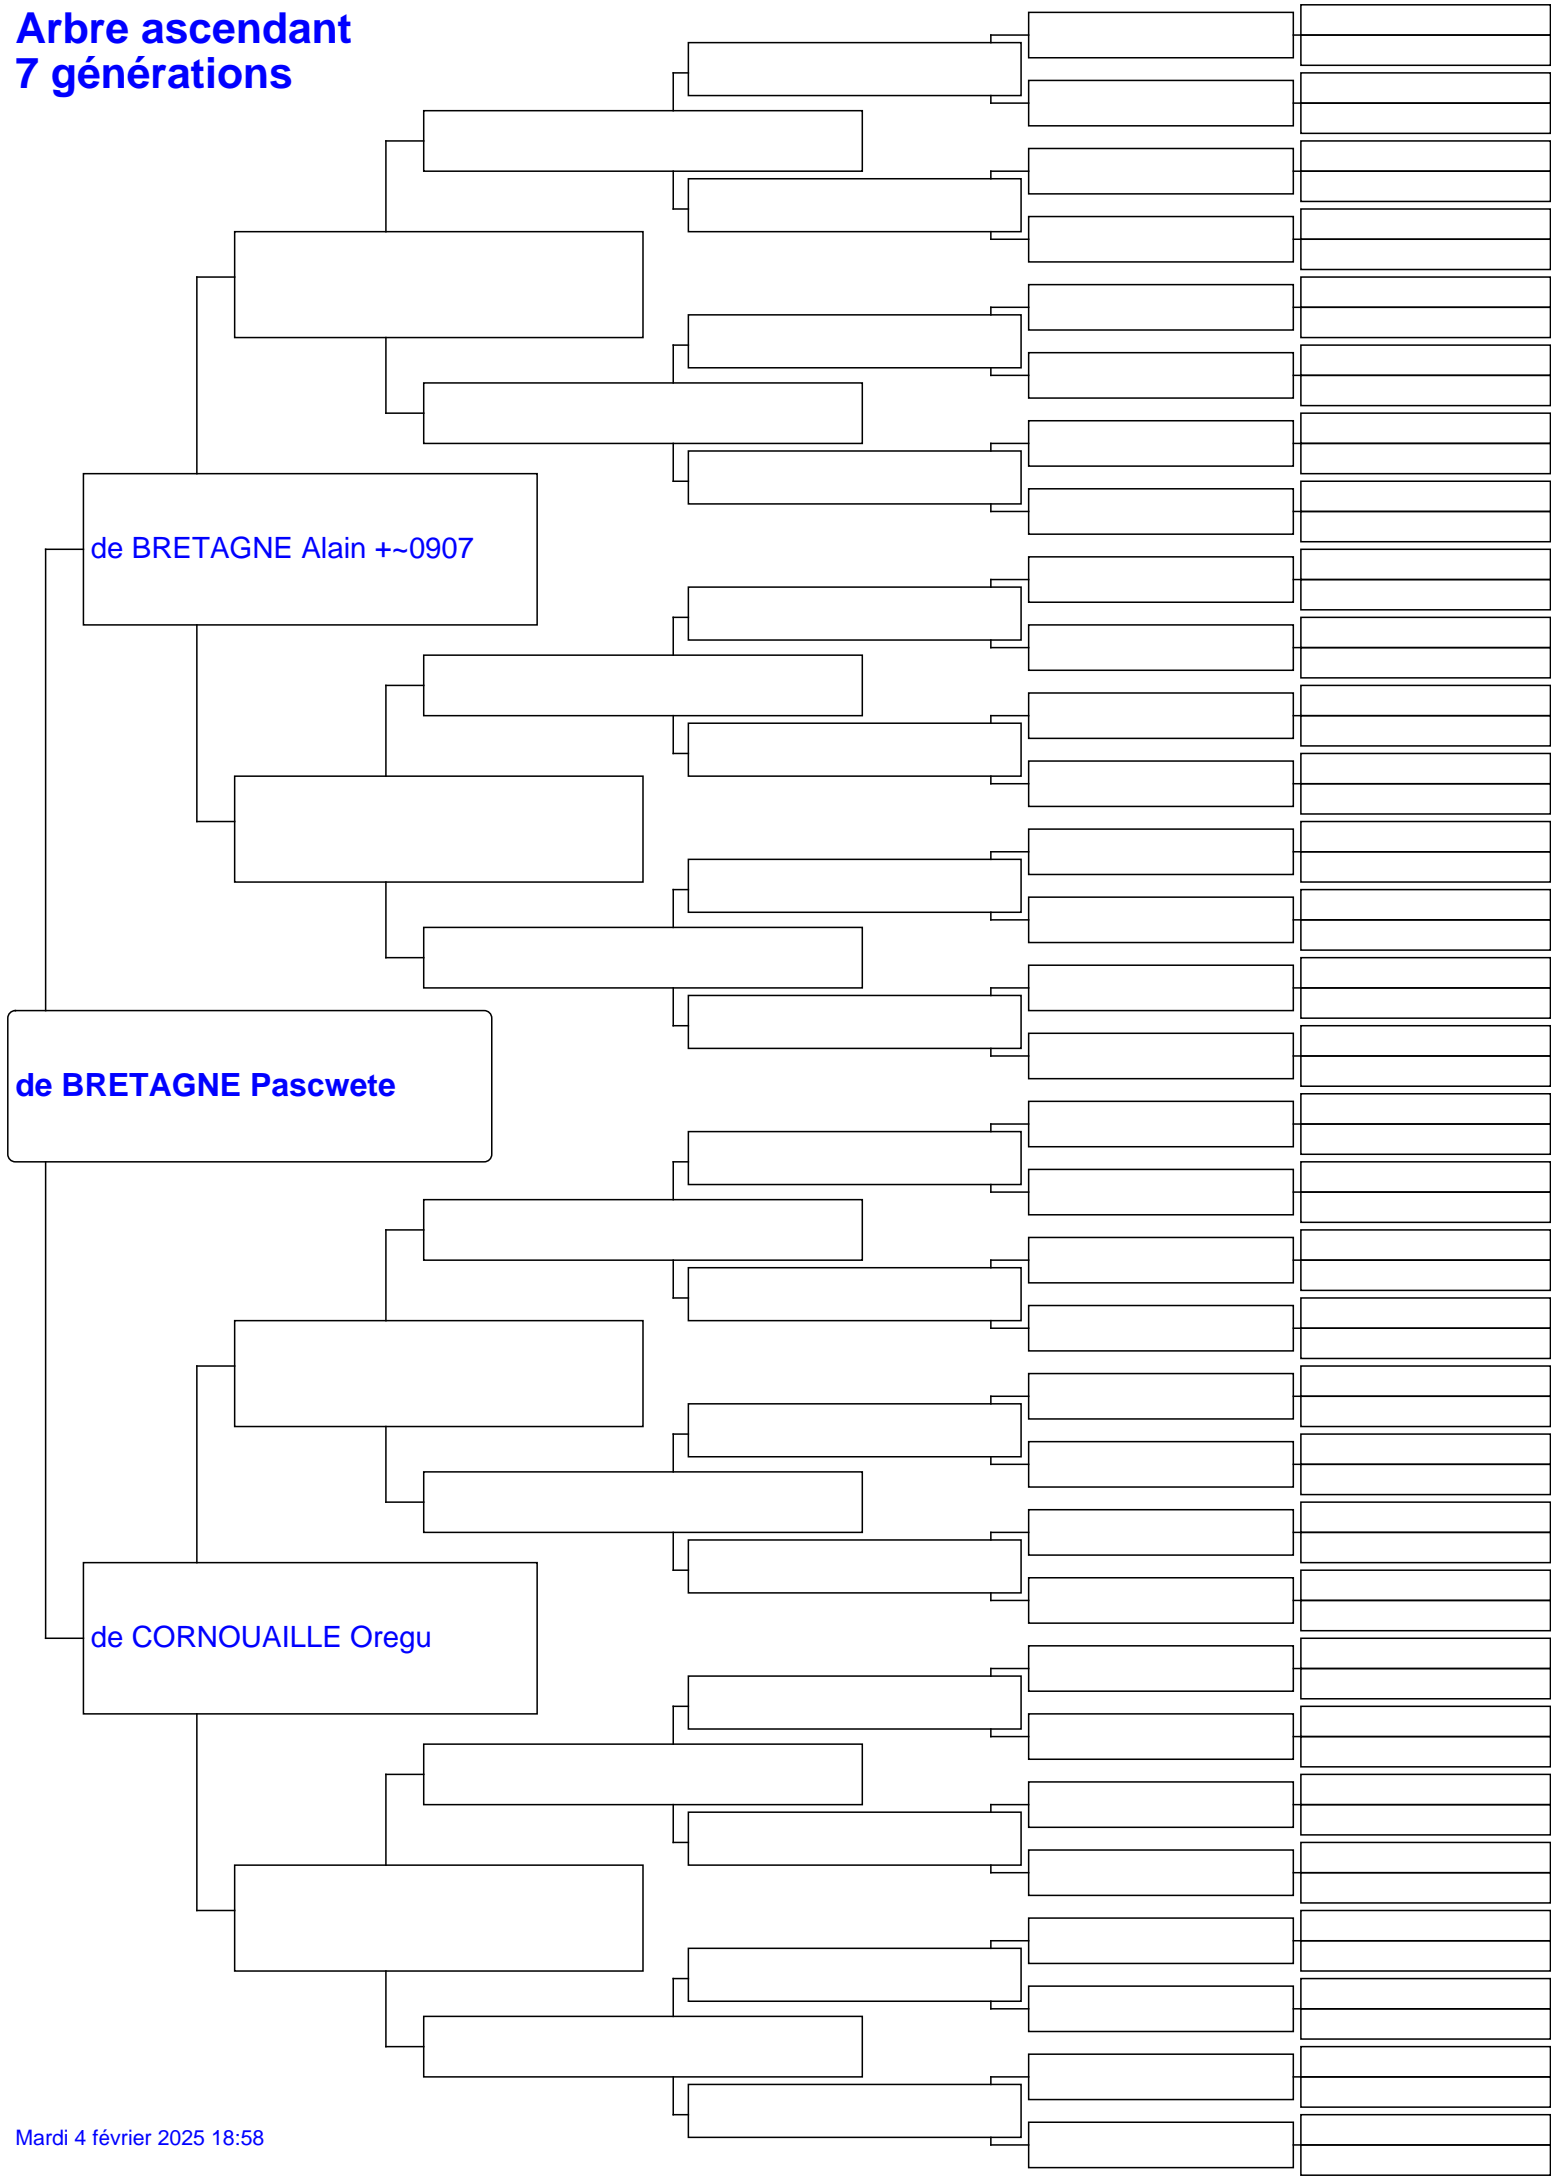 Arbre ascendant
7 générations
de BRETAGNE Alain +~0907
de BRETAGNE Pascwete
de CORNOUAILLE Oregu
Mardi 4 février 2025 18:58